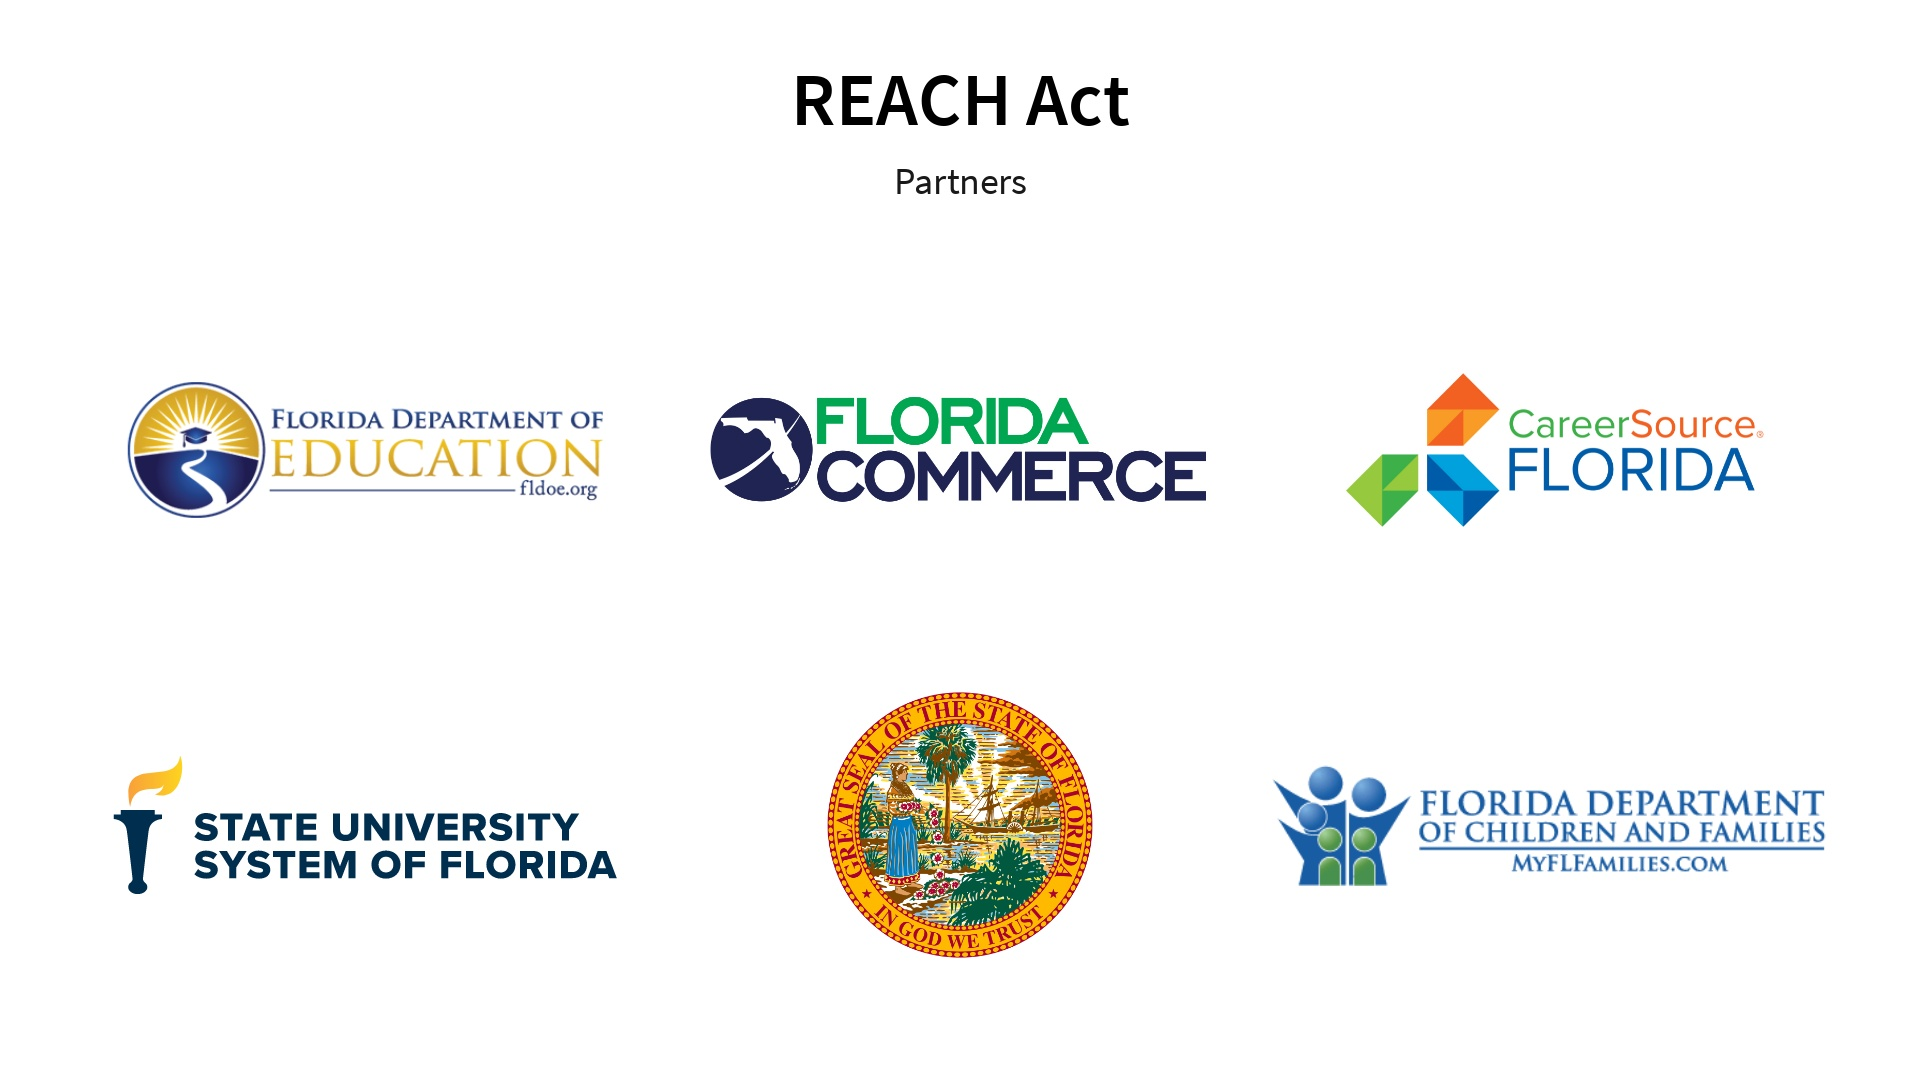 REACH Act
Partners
FLORIDA DEPARTMENT OF
EDUCATION
fldoe.org
FLORIDA
COMMERCE
CareerSource®
FLORIDA
STATE UNIVERSITY
SYSTEM OF FLORIDA
GREAT SEAL OF THE STATE OF FLORIDA
IN GOD WE TRUST
FLORIDA DEPARTMENT
OF CHILDREN AND FAMILIES
MYFLFAMILIES.COM